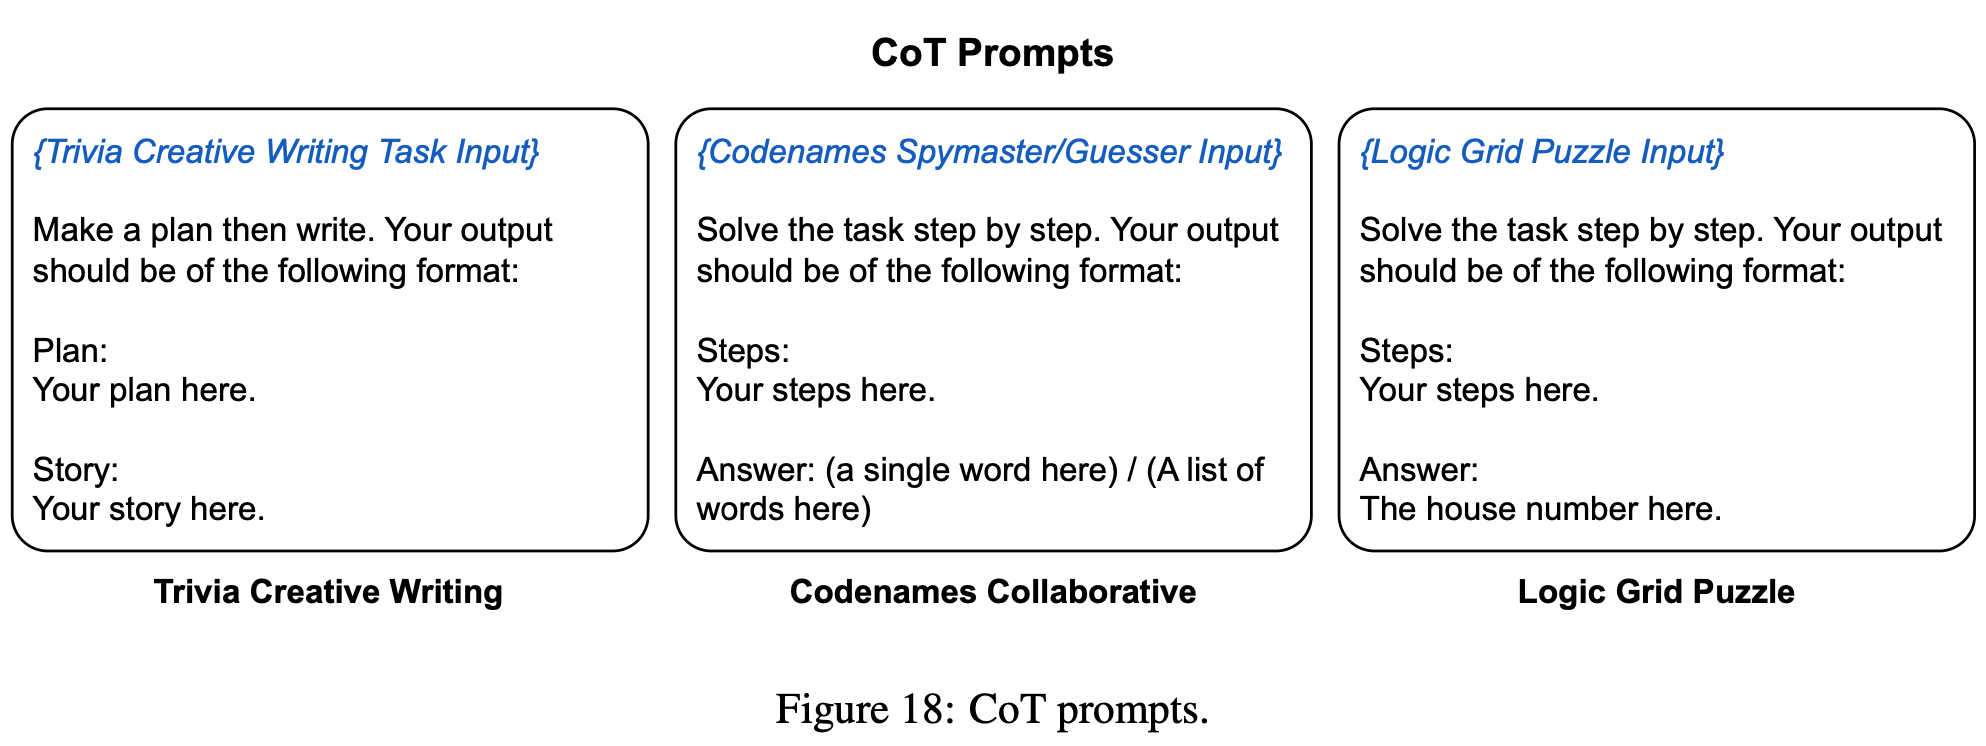 CoT Prompts
{Trivia Creative Writing Task Input}
Make a plan then write. Your output
should be of the following format:
Plan:
Your plan here.
Story:
Your story here.
Trivia Creative Writing
{Codenames Spymaster/Guesser Input}
Solve the task step by step. Your output
should be of the following format:
Steps:
Your steps here.
Answer: (a single word here) / (A list of
words here)
Codenames Collaborative
{Logic Grid Puzzle Input}
Solve the task step by step. Your output
should be of the following format:
Steps:
Your steps here.
Answer:
The house number here.
Logic Grid Puzzle
Figure 18: CoT prompts.